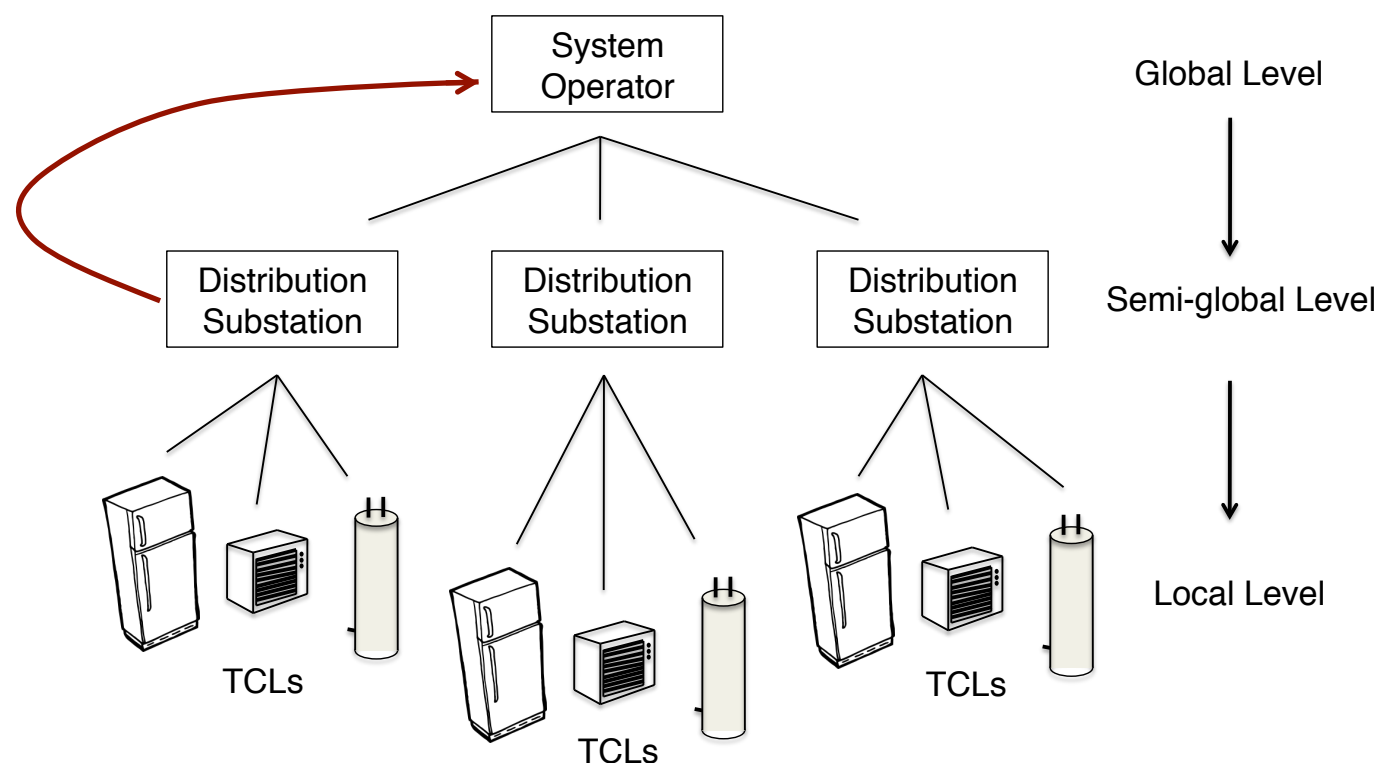 System
Operator
Global Level
Distribution
Substation
Distribution
Substation
Distribution
Substation
Semi-global Level
Local Level
TCLs
TCLs
TCLs